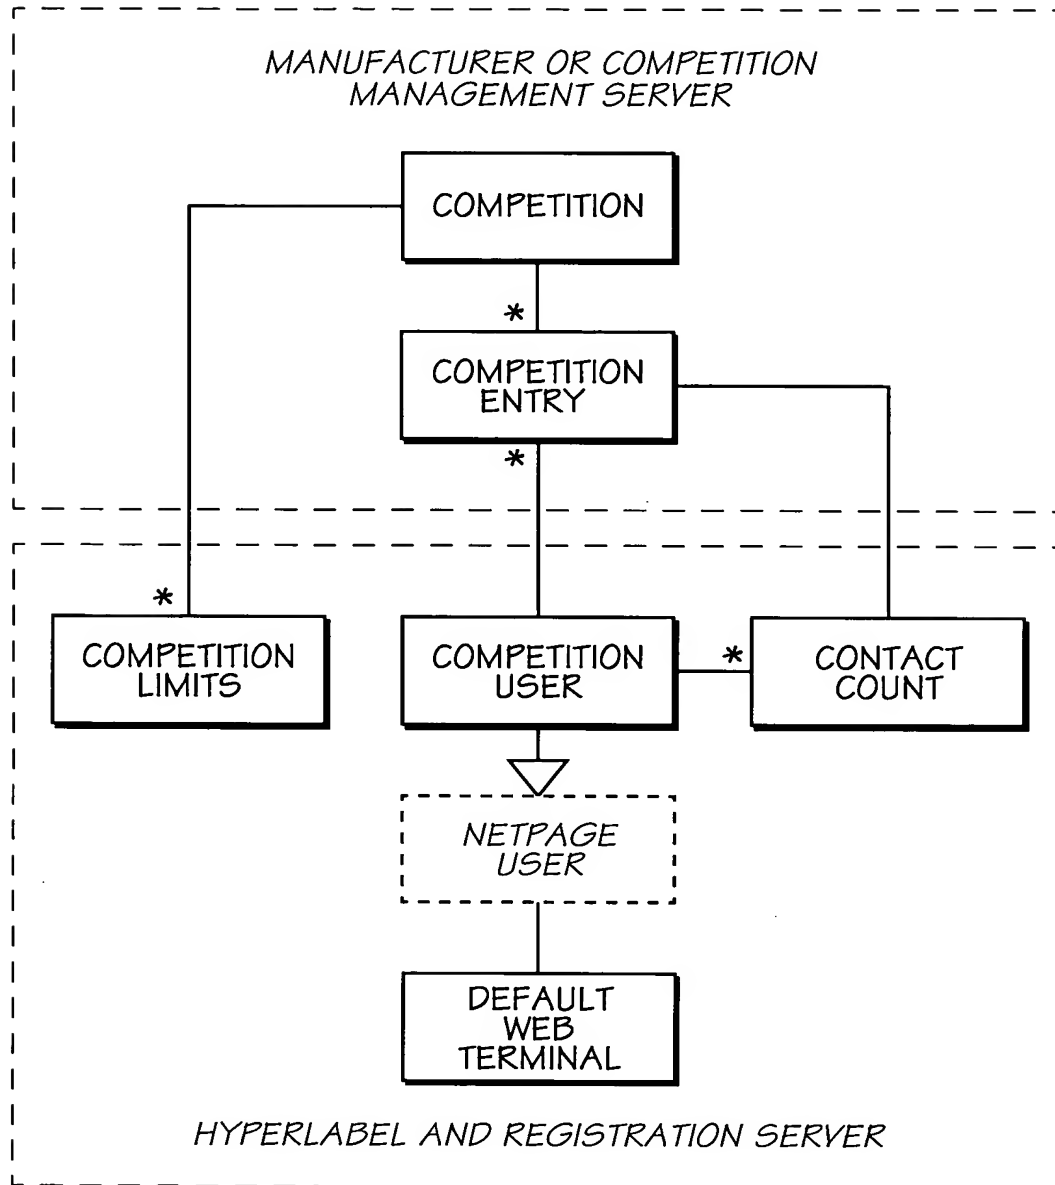 MANUFACTURER OR COMPETITION
MANAGEMENT SERVER
COMPETITION
*
COMPETITION
ENTRY
*
*
COMPETITION
LIMITS
COMPETITION
USER
*
CONTACT
COUNT
NETPAGE
USER
DEFAULT
WEB
TERMINAL
HYPERLABEL AND REGISTRATION SERVER